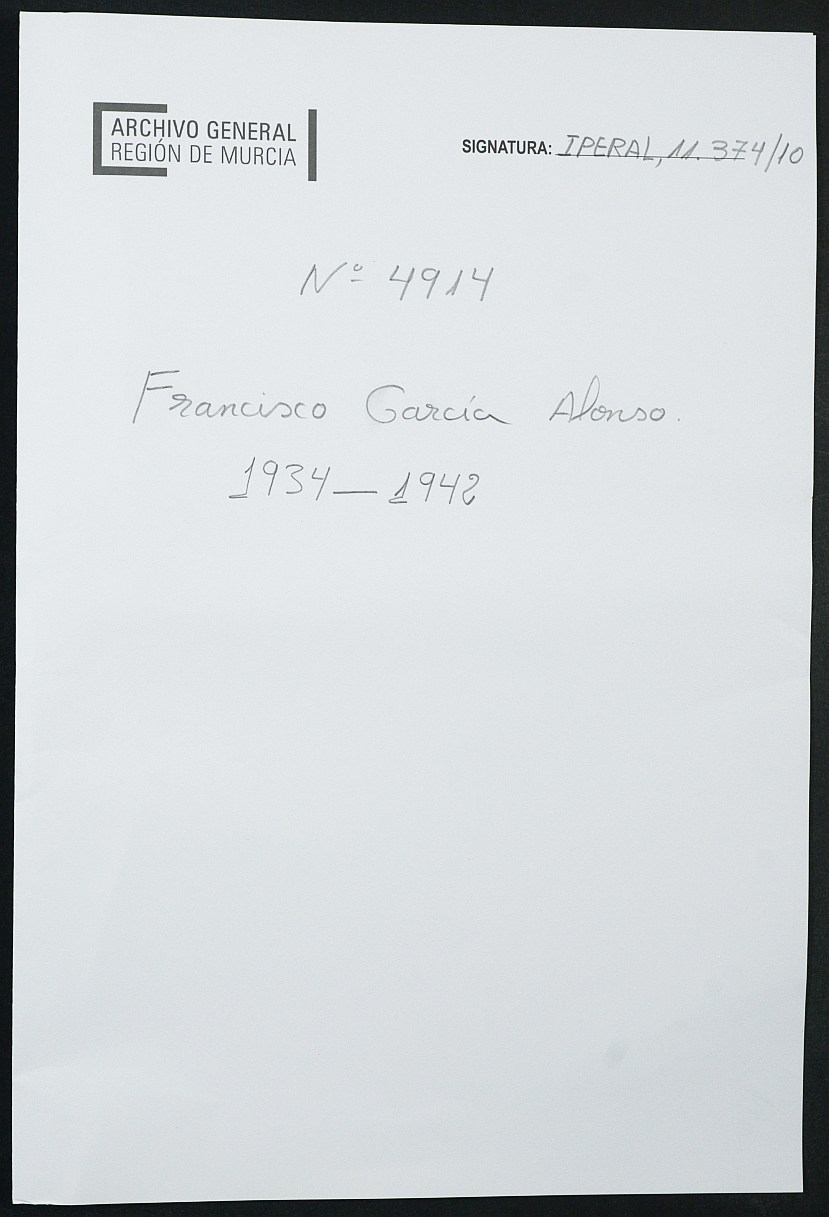 ARCHIVO GENERAL
REGIÓN DE MURCIA
SIGNATURA: IPERAL, 11.374/10
Nº 4914
Francisco García Alonso.
1934—1942